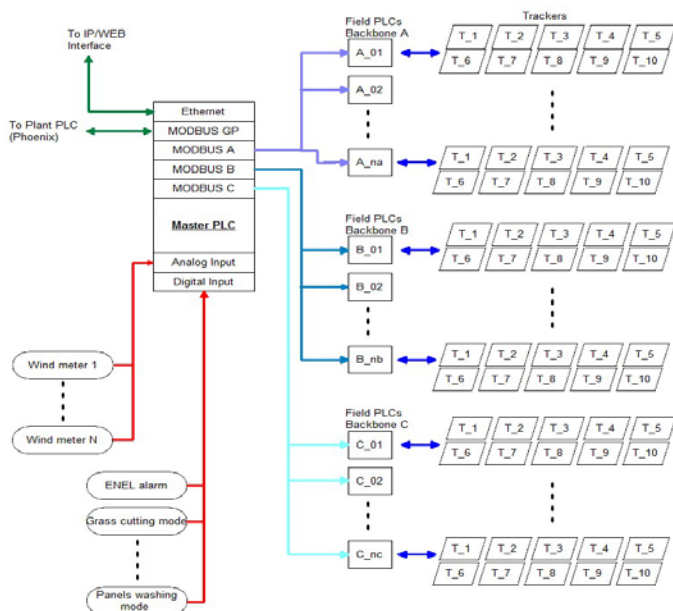 To IP/WEB
Interface
To Plant PLC
(Phoenix)
Ethernet
MODBUS GP
MODBUS A
MODBUS B
MODBUS C
Master PLC
Analog Input
Digital Input
Wind meter 1
Wind meter N
ENEL alarm
Grass cutting mode
Panels washing
mode
Field PLCs
Backbone A
A_01
A_02
A_na
Field PLCs
Backbone B
B_01
B_02
B_nb
Field PLCs
Backbone C
C_01
C_02
C_nc
Trackers
T_1 T_2 T_3 T_4 T_5
T_6 T_7 T_8 T_9 T_10
T_1 T_2 T_3 T_4 T_5
T_6 T_7 T_8 T_9 T_10
T_1 T_2 T_3 T_4 T_5
T_6 T_7 T_8 T_9 T_10
T_1 T_2 T_3 T_4 T_5
T_6 T_7 T_8 T_9 T_10
T_1 T_2 T_3 T_4 T_5
T_6 T_7 T_8 T_9 T_10
T_1 T_2 T_3 T_4 T_5
T_6 T_7 T_8 T_9 T_10